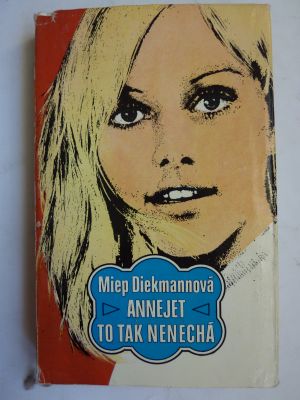 Miep Diekmannová
ANNEJET
TO TAK NENECHÁ